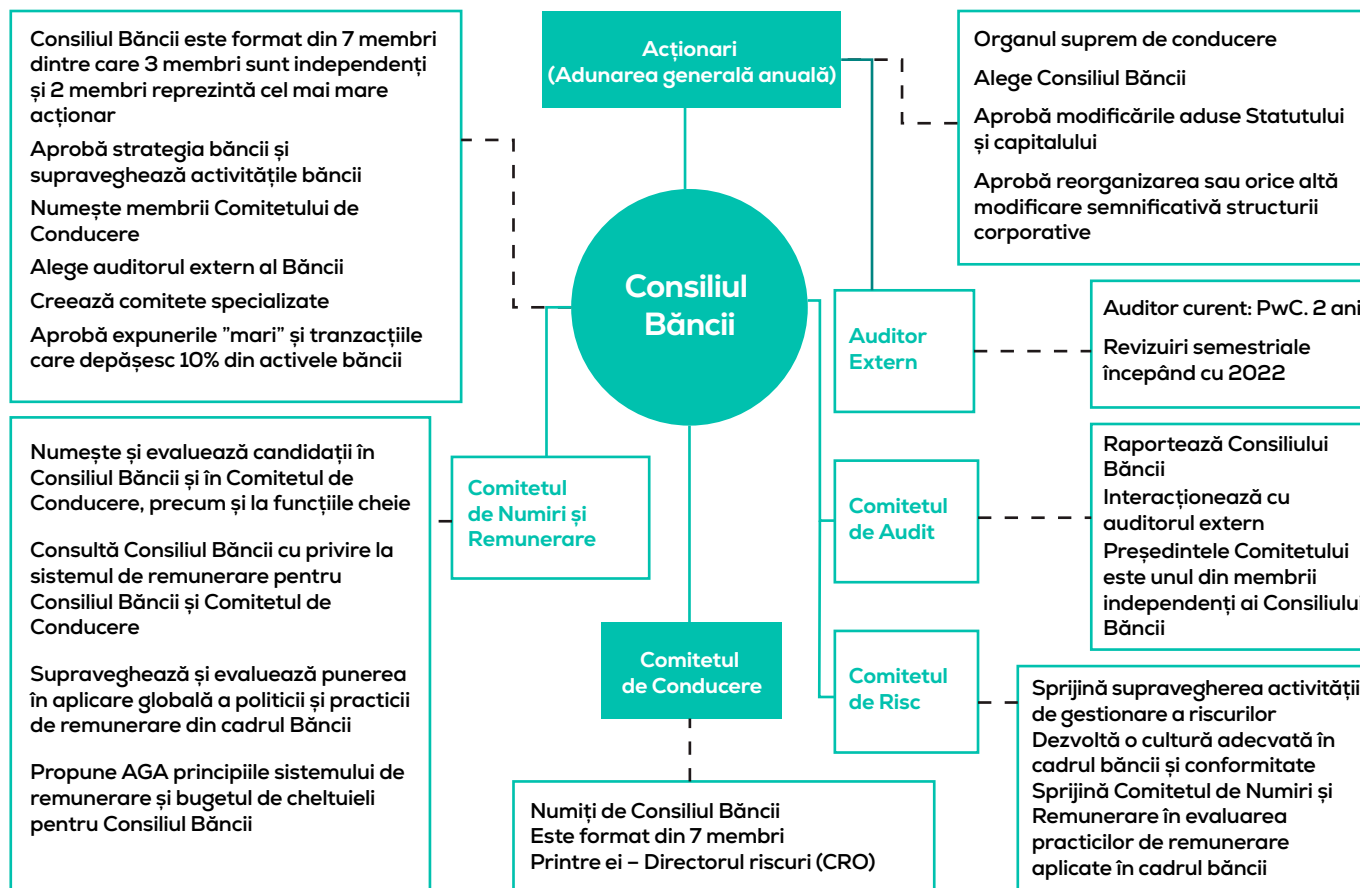 Consiliul Băncii este format din 7 membri
dintre care 3 membri sunt independenți
și 2 membri reprezintă cel mai mare
acționar
Aprobă strategia băncii și
supraveghează activitățile băncii
Numește membrii Comitetului de
Conducere
Alege auditorul extern al Băncii
Creează comitete specializate
Aprobă expunerile ”mari” și tranzacțiile
care depășesc 10% din activele băncii
Acționari
(Adunarea generală anuală)
Organul suprem de conducere
Alege Consiliul Băncii
Aprobă modificările aduse Statutului
și capitalului
Aprobă reorganizarea sau orice altă
modificare semnificativă structurii
corporative
Consiliul
Băncii
Auditor
Extern
Auditor curent: PwC. 2 ani
Revizuiri semestriale
începând cu 2022
Numește și evaluează candidații în
Consiliul Băncii și în Comitetul de
Conducere, precum și la funcțiile cheie
Consultă Consiliul Băncii cu privire la
sistemul de remunerare pentru
Consiliul Băncii și Comitetul de
Conducere
Supraveghează și evaluează punerea
în aplicare globală a politicii și practicii
de remunerare din cadrul Băncii
Propune AGA principiile sistemului de
remunerare și bugetul de cheltuieli
pentru Consiliul Băncii
Comitetul
de Numiri și
Remunerare
Comitetul
de Audit
Raportează Consiliului
Băncii
Interacționează cu
auditorul extern
Președintele Comitetului
este unul din membrii
independenți ai Consiliului
Băncii
Comitetul
de Conducere
Numiți de Consiliul Băncii
Este format din 7 membri
Printre ei – Directorul riscuri (CRO)
Comitetul
de Risc
Sprijină supravegherea activității
de gestionare a riscurilor
Dezvoltă o cultură adecvată în
cadrul băncii și conformitate
Sprijină Comitetul de Numiri și
Remunerare în evaluarea
practicilor de remunerare
aplicate în cadrul băncii